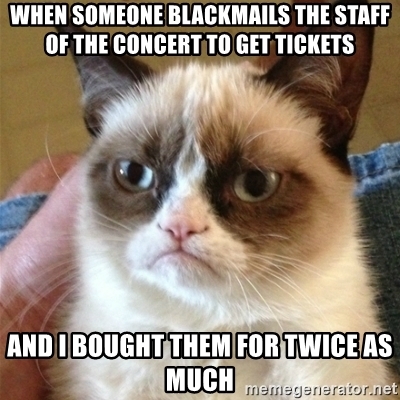 WHEN SOMEONE BLACKMAILS THE STAFF
OF THE CONCERT TO GET TICKETS
AND I BOUGHT THEM FOR TWICE AS
MUCH
memegenerator.net